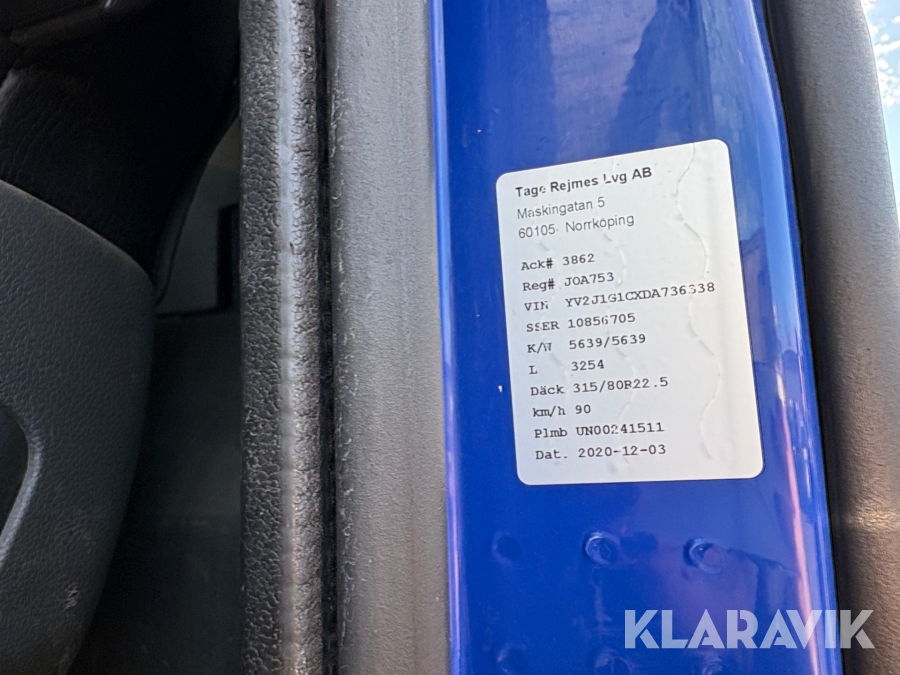 Tage Rejmes Lvg AB
Maskingatan 5
60105 Norrköping
Ack# 3862
Reg# JOA753
VIN YV2J1G1CXDA736338
SSER 10856705
K/W 5639/5639
L 3254
Däck 315/80R22.5
km/h 90
Plmb UN00241511
Dat. 2020-12-03
KLARAVIK